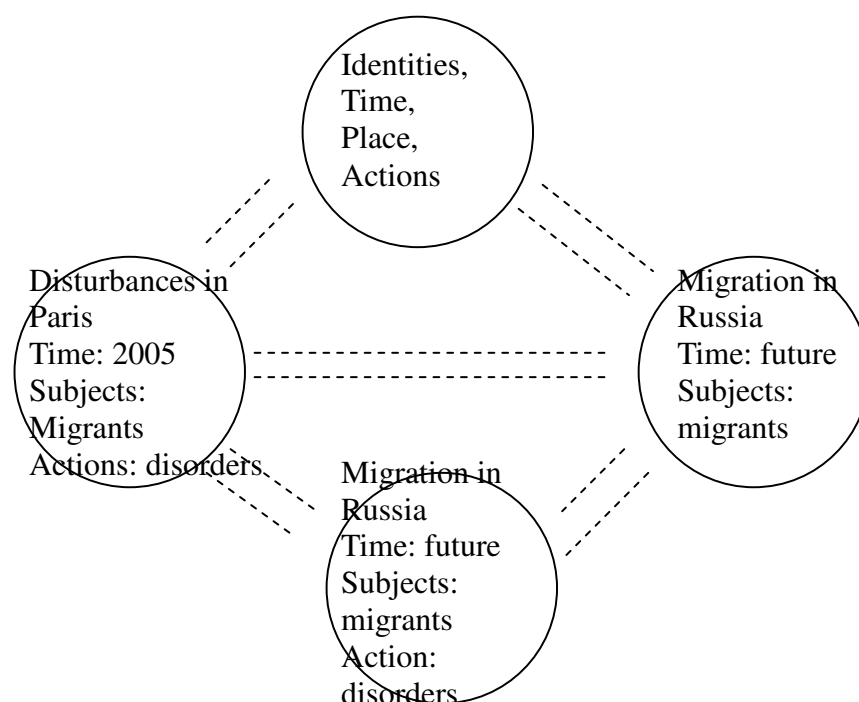 Identities,
Time,
Place,
Actions
Disturbances in
Paris
Time: 2005
Subjects:
Migrants
Actions: disorders
Migration in
Russia
Time: future
Subjects:
migrants
Migration in
Russia
Time: future
Subjects:
migrants
Action:
disorders